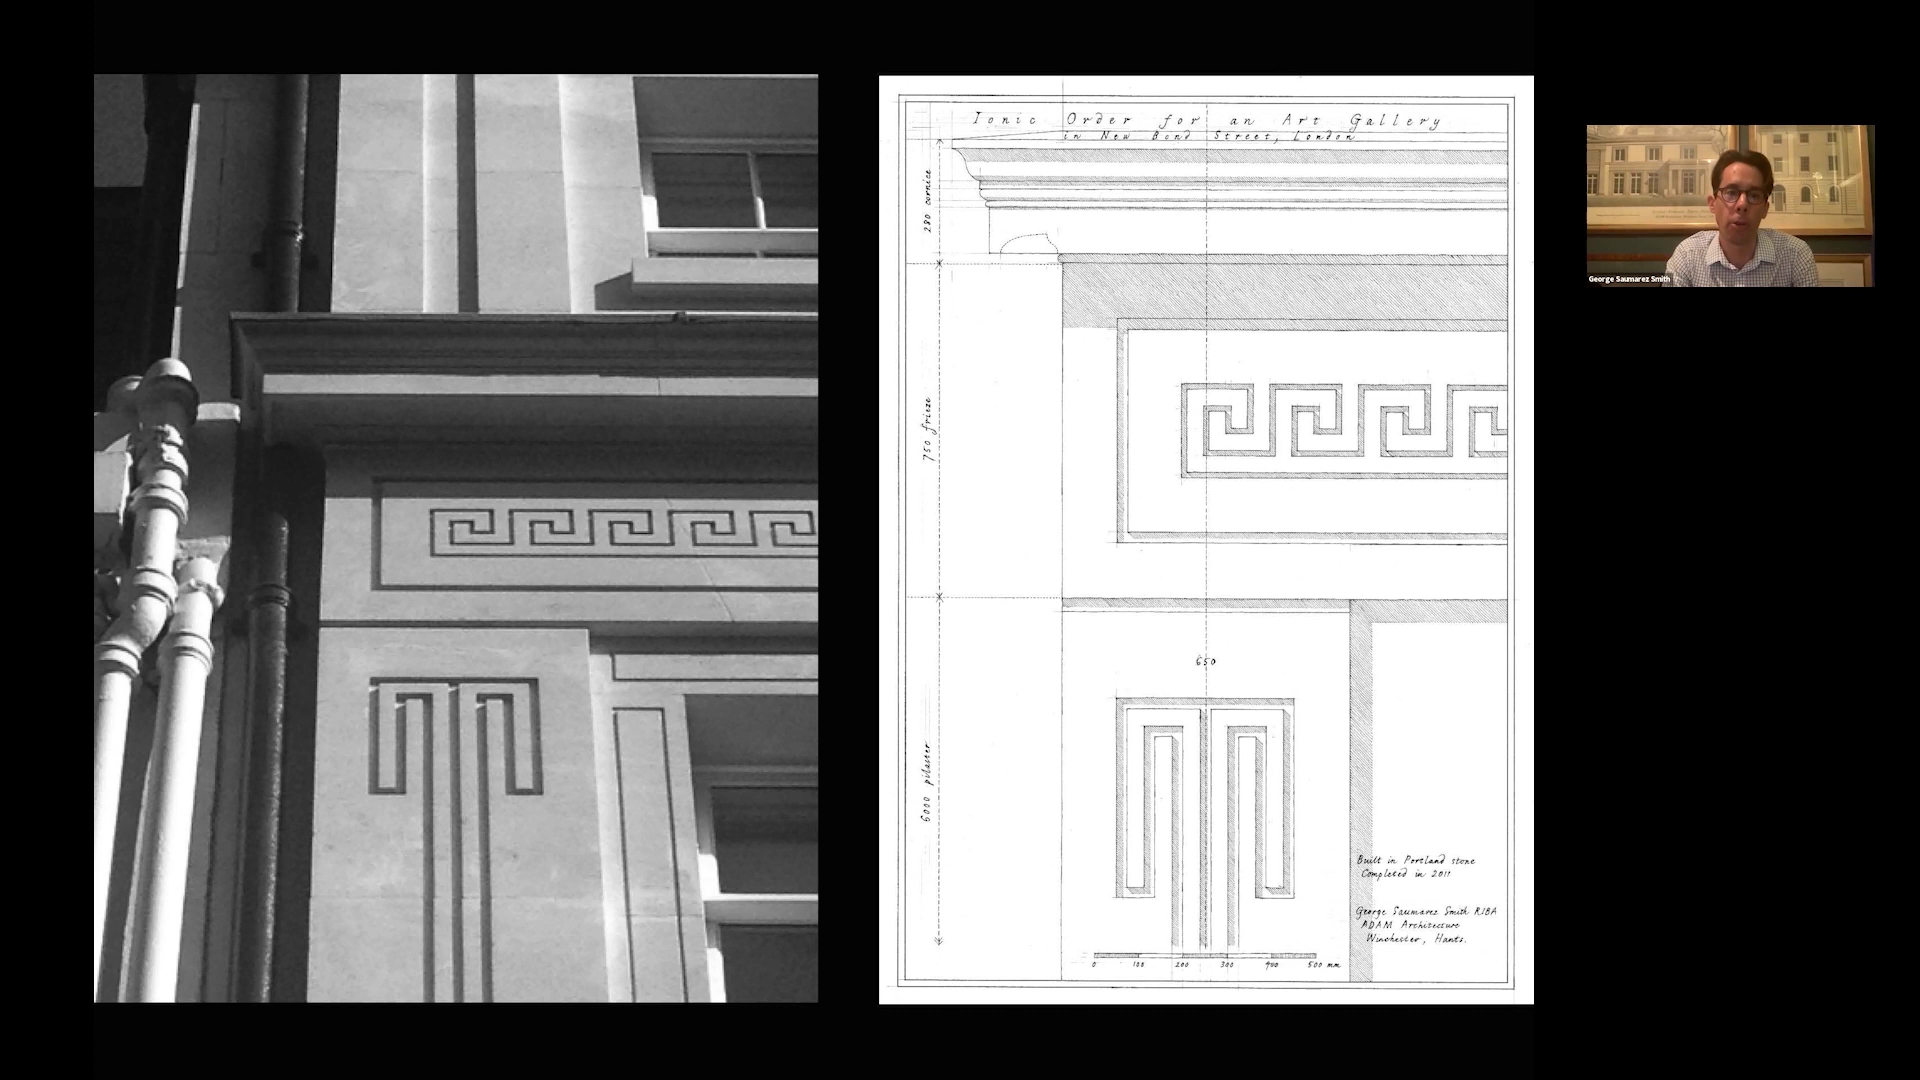 Ionic Order for an Art Gallery
in New Bond Street, London
280 cornice
750 frieze
6000 pilaster
650
Built in Portland stone
Completed in 2011
George Saumarez Smith RIBA
ADAM Architecture
Winchester, Hants.
0 100 200 300 400 500 mm
George Saumarez Smith